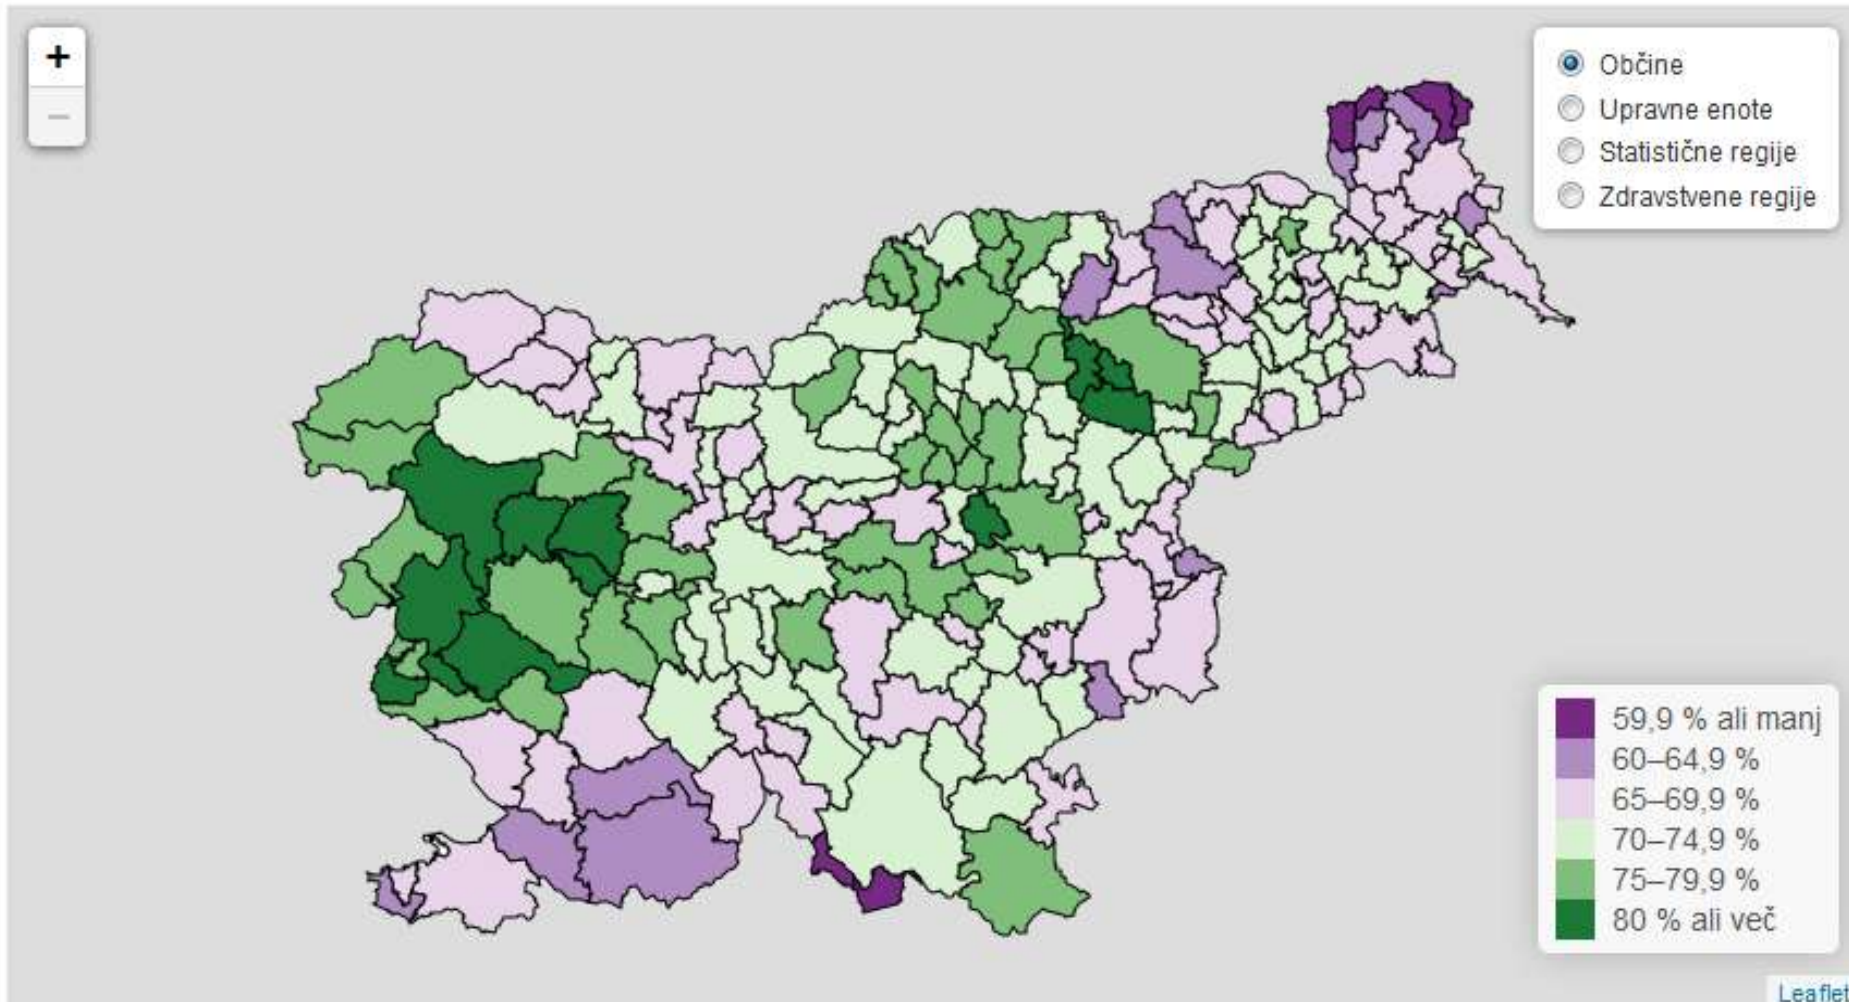 +
−
Občine
Upravne enote
Statistične regije
Zdravstvene regije
59,9 % ali manj
60–64,9 %
65–69,9 %
70–74,9 %
75–79,9 %
80 % ali več
Leaflet